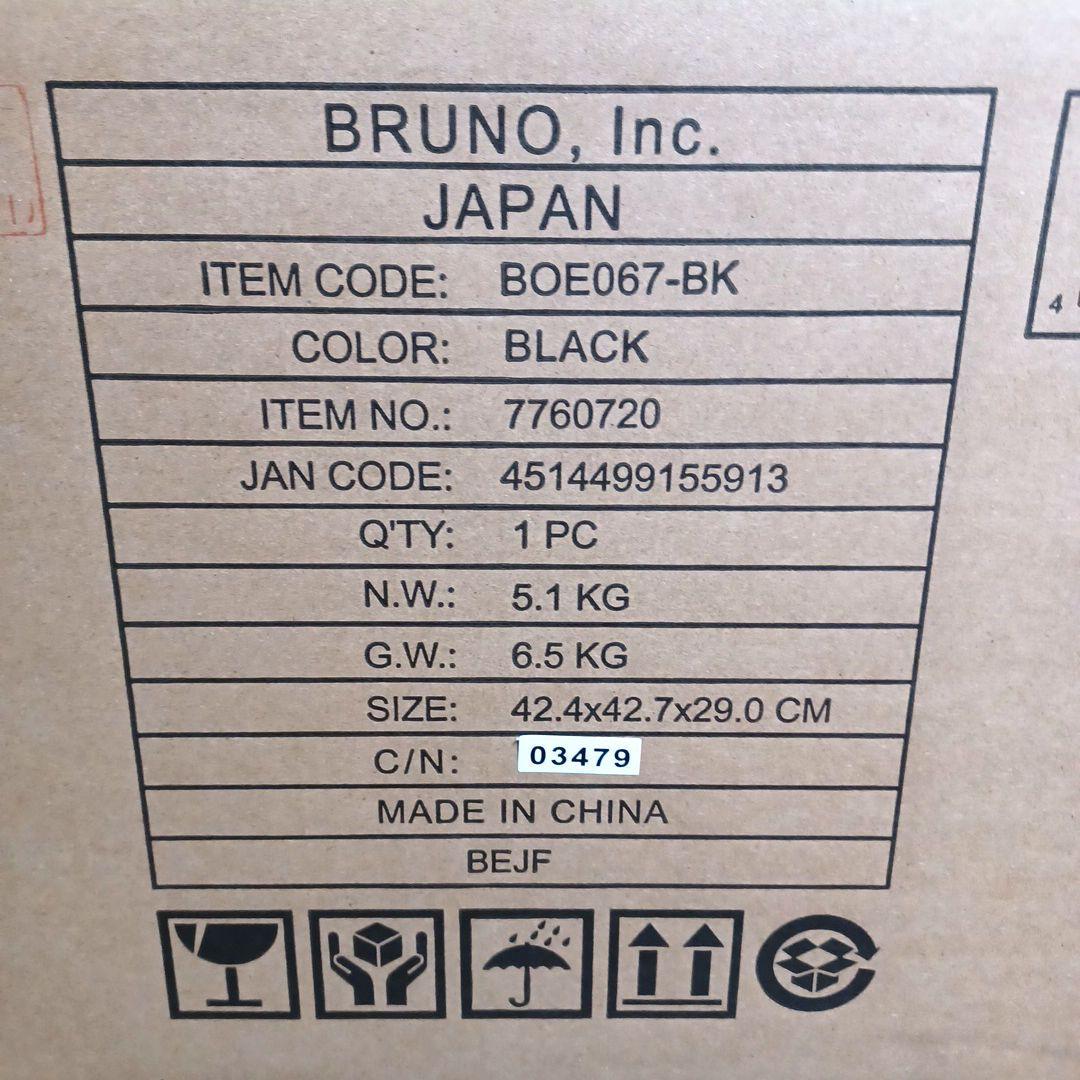 BRUNO, Inc.
JAPAN
ITEM CODE: BOE067-BK
COLOR: BLACK
ITEM NO.: 7760720
JAN CODE: 4514499155913
Q'TY: 1 PC
N.W.: 5.1 KG
G.W.: 6.5 KG
SIZE: 42.4x42.7x29.0 CM
C/N: 03479
MADE IN CHINA
BEJF
4